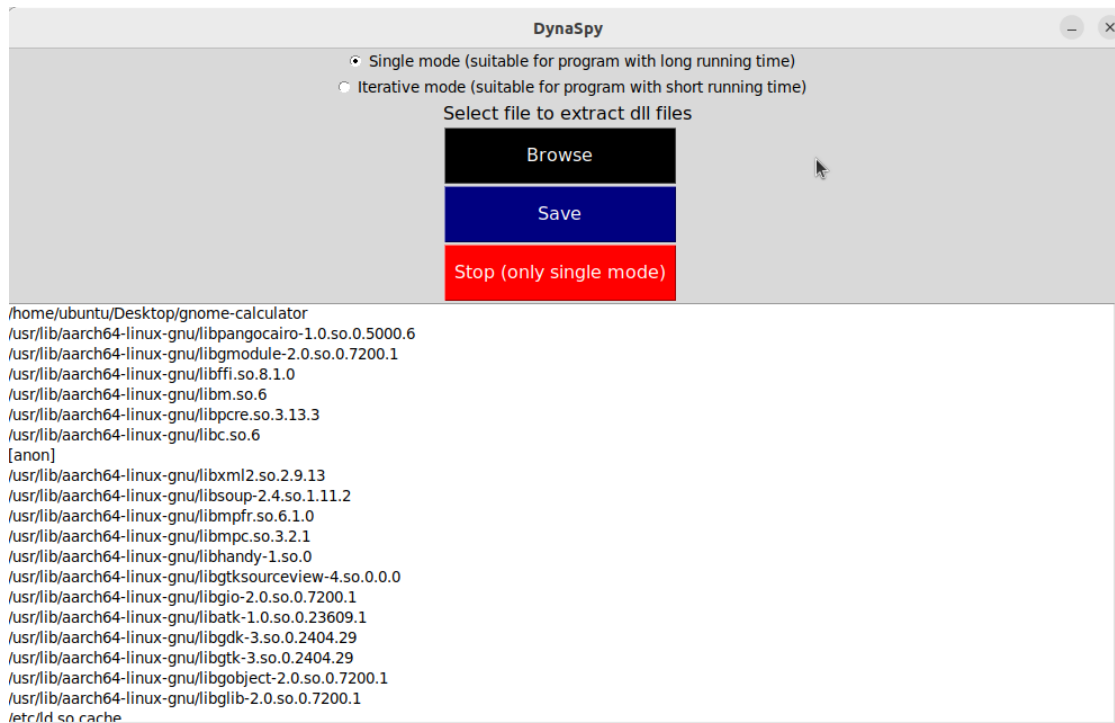 DynaSpy
Single mode (suitable for program with long running time)
Iterative mode (suitable for program with short running time)
Select file to extract dll files
Browse
Save
Stop (only single mode)
/home/ubuntu/Desktop/gnome-calculator
/usr/lib/aarch64-linux-gnu/libpangocairo-1.0.so.0.5000.6
/usr/lib/aarch64-linux-gnu/libgmodule-2.0.so.0.7200.1
/usr/lib/aarch64-linux-gnu/libffi.so.8.1.0
/usr/lib/aarch64-linux-gnu/libm.so.6
/usr/lib/aarch64-linux-gnu/libpcre.so.3.13.3
/usr/lib/aarch64-linux-gnu/libc.so.6
[anon]
/usr/lib/aarch64-linux-gnu/libxml2.so.2.9.13
/usr/lib/aarch64-linux-gnu/libsoup-2.4.so.1.11.2
/usr/lib/aarch64-linux-gnu/libmpfr.so.6.1.0
/usr/lib/aarch64-linux-gnu/libmpc.so.3.2.1
/usr/lib/aarch64-linux-gnu/libhandy-1.so.0
/usr/lib/aarch64-linux-gnu/libgtksourceview-4.so.0.0.0
/usr/lib/aarch64-linux-gnu/libgio-2.0.so.0.7200.1
/usr/lib/aarch64-linux-gnu/libatk-1.0.so.0.23609.1
/usr/lib/aarch64-linux-gnu/libgdk-3.so.0.2404.29
/usr/lib/aarch64-linux-gnu/libgtk-3.so.0.2404.29
/usr/lib/aarch64-linux-gnu/libgobject-2.0.so.0.7200.1
/usr/lib/aarch64-linux-gnu/libglib-2.0.so.0.7200.1
/etc/ld.so.cache